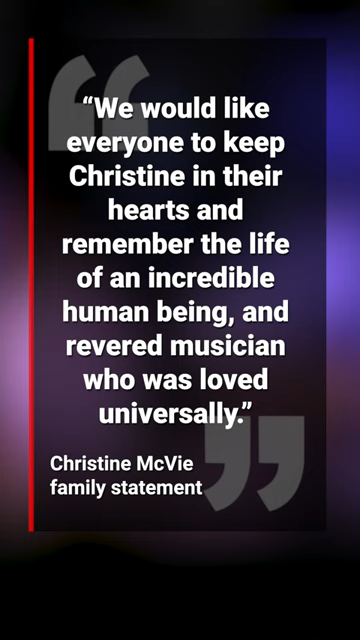 “We would like
everyone to keep
Christine in their
hearts and
remember the life
of an incredible
human being, and
revered musician
who was loved
universally.”
Christine McVie
family statement